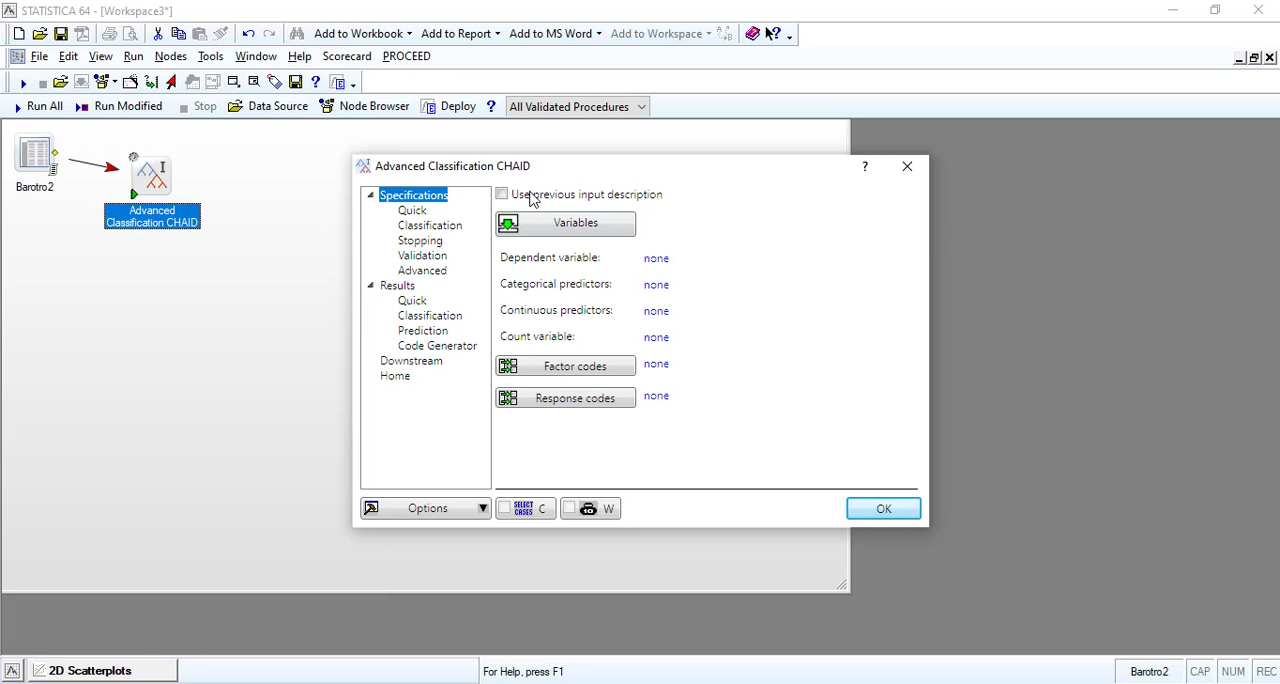 STATISTICA 64 - [Workspace3*]
Add to Workbook Add to Report Add to MS Word Add to Workspace
File Edit View Run Nodes Tools Window Help Scorecard PROCEED
Run All Run Modified Stop Data Source Node Browser Deploy ? All Validated Procedures
Barotro2
Advanced
Classification CHAID
Advanced Classification CHAID
Specifications
Quick
Classification
Stopping
Validation
Advanced
Results
Quick
Classification
Prediction
Code Generator
Downstream
Home
Use previous input description
Variables
Dependent variable: none
Categorical predictors: none
Continuous predictors: none
Count variable: none
Factor codes none
Response codes none
Options SELECT CASES C W OK
2D Scatterplots For Help, press F1 Barotro2 CAP NUM REC